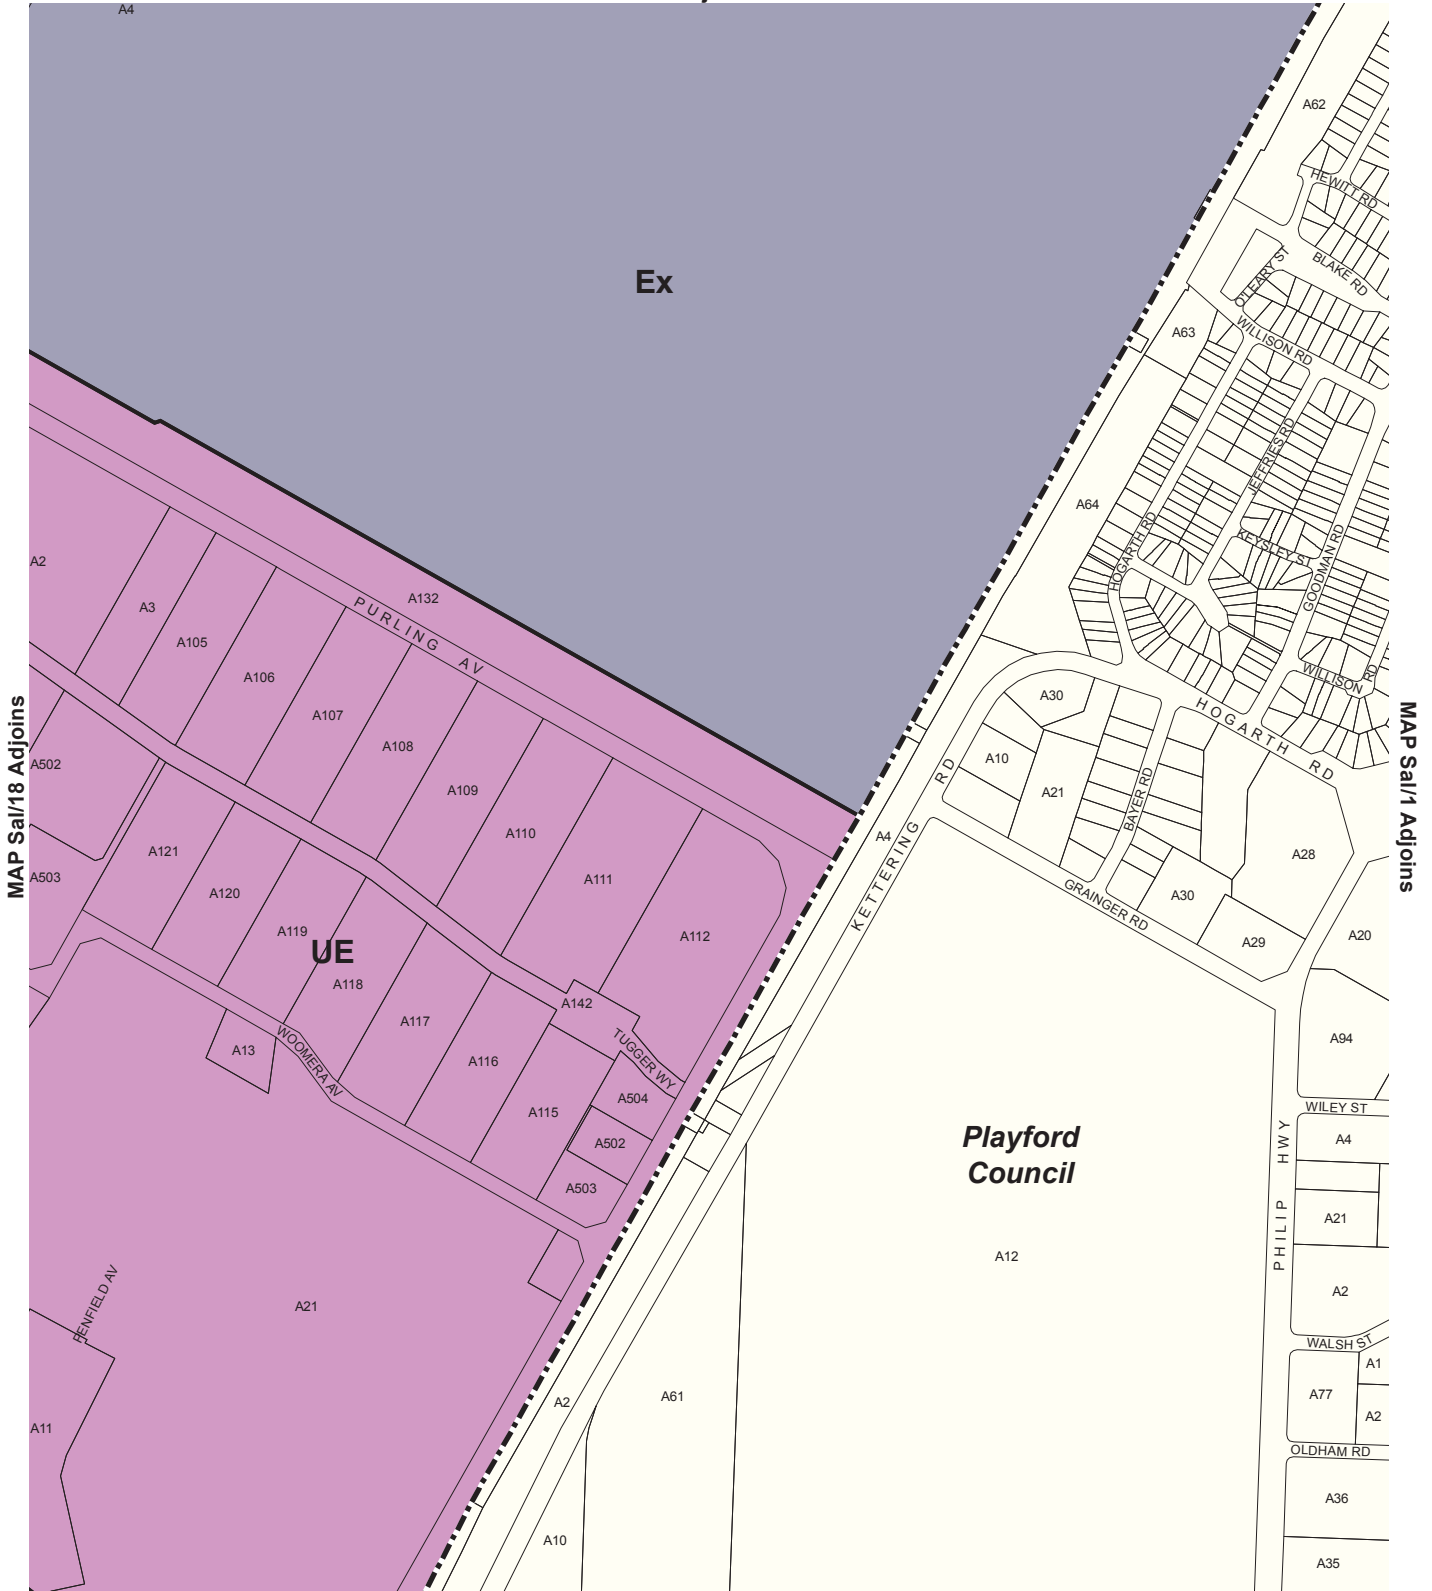 A4
A62
HEWITT RD
Ex
BLAKE RD
O'LEARY ST
A63
WILLISON RD
JEFFRIES RD
A64
HOGARTH RD
KEYSLEY ST
GOODMAN RD
A2
A3
A132
PURLING AV
A105
A106
A107
A108
A109
A110
A111
A112
WILLISON RD
A30
HOGARTH RD
A10
A21
BAYER RD
KETTERING RD
A4
A28
A30
GRAINGER RD
A29
A20
A94
MAP Sal/18 Adjoins
MAP Sal/1 Adjoins
A502
A503
A121
A120
A119
UE
A118
A117
A116
A115
A142
TUGGER WY
A504
A502
A503
A13
WOOMERA AV
WILEY ST
Playford
Council
PHILIP HWY
A4
A21
A12
A2
WALSH ST
A1
A77
A2
OLDHAM RD
A36
A35
PENFIELD AV
A21
A11
A2
A61
A10